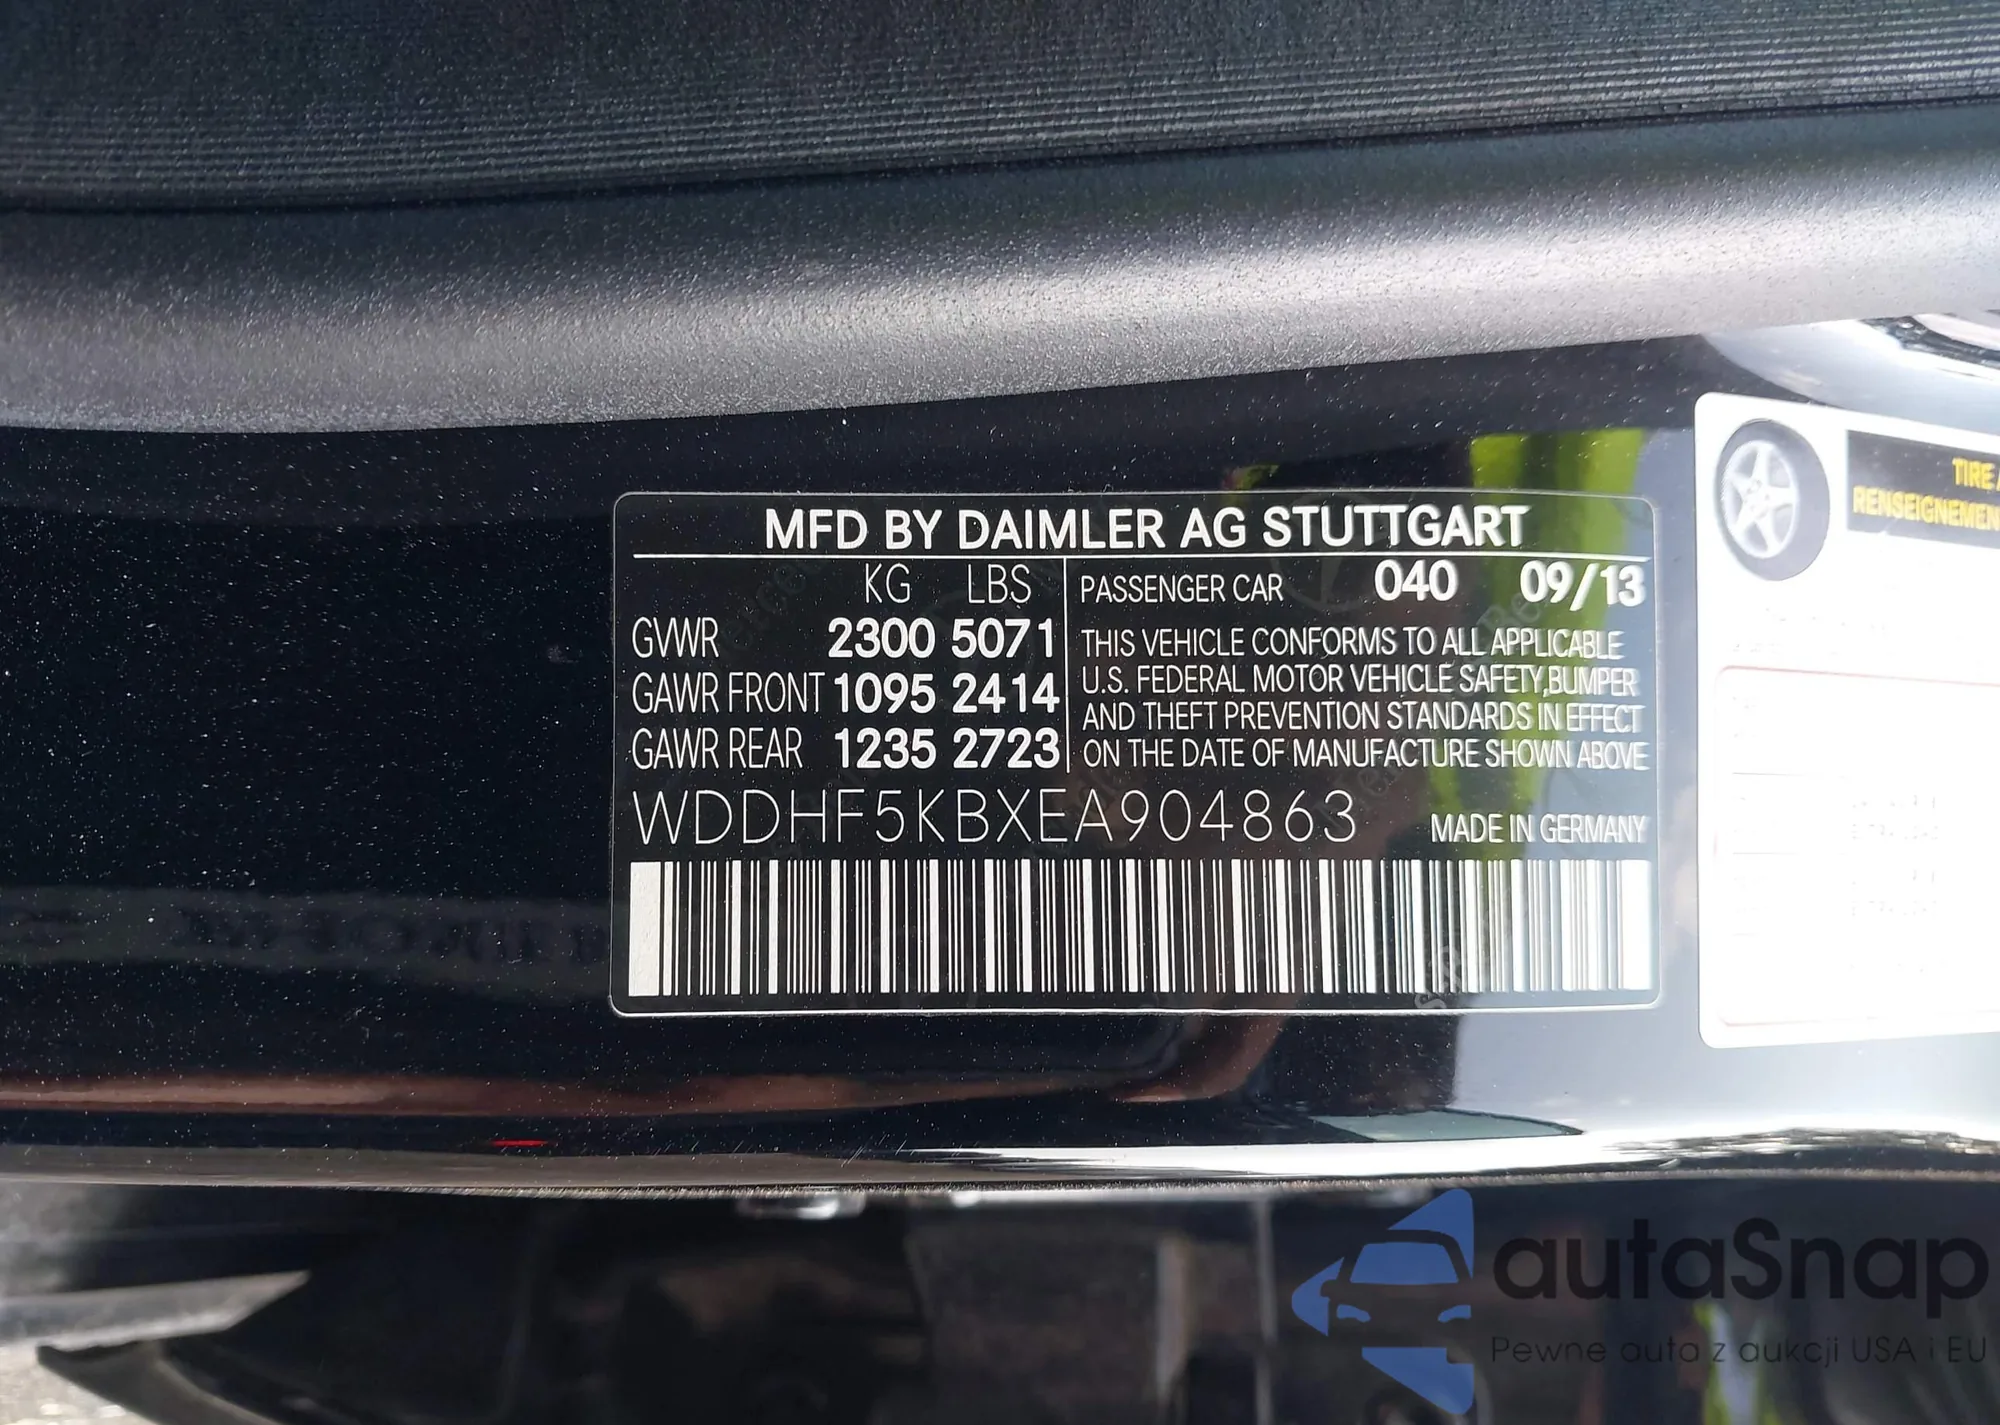 MFD BY DAIMLER AG STUTTGART
KG LBS
GVWR 2300 5071
GAWR FRONT 1095 2414
GAWR REAR 1235 2723
PASSENGER CAR 040 09/13
THIS VEHICLE CONFORMS TO ALL APPLICABLE
U.S. FEDERAL MOTOR VEHICLE SAFETY, BUMPER
AND THEFT PREVENTION STANDARDS IN EFFECT
ON THE DATE OF MANUFACTURE SHOWN ABOVE
WDDHF5KBXEA904863
MADE IN GERMANY
TIRE
RENSEIGNEMEN
autaSnap
Pewne auta z aukcji USA i EU